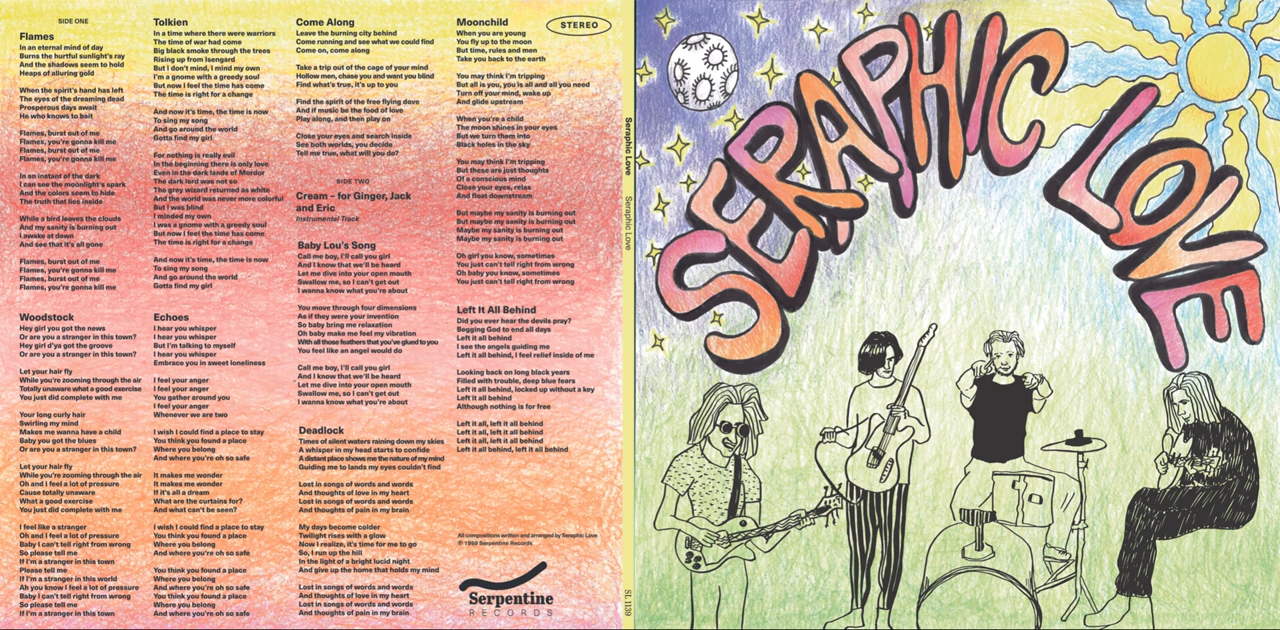 SIDE ONE
Flames
In an eternal mind of day
Burns the hurtful sunlight's ray
And the shadows seem to hold
Heaps of alluring gold
When the spirit's hand has left
The eyes of the dreaming dead
Prosperous days await
He who knows to bait
Flames, burst out of me
Flames, you're gonna kill me
Flames, burst out of me
Flames, you're gonna kill me
In an instant of the dark
I can see the moonlight's spark
And the colors seem to hide
The truth that lies inside
While a bird leaves the clouds
And my sanity is burning out
I awake at dawn
And see that it's all gone
Flames, burst out of me
Flames, you're gonna kill me
Flames, burst out of me
Flames, you're gonna kill me
Woodstock
Hey girl you got the news
Or are you a stranger in this town?
Hey girl d'ya got the groove
Or are you a stranger in this town?
Let your hair fly
While you're zooming through the air
Totally unaware what a good exercise
You just did complete with me
Your long curly hair
Swirling my mind
Makes me wanna have a child
Baby you got the blues
Or are you a stranger in this town?
Let your hair fly
While you're zooming through the air
Oh and I feel a lot of pressure
Cause totally unaware
What a good exercise
You just did complete with me
I feel like a stranger
Oh and I feel a lot of pressure
Baby I can't tell right from wrong
So please tell me
If I'm a stranger in this town
Please tell me
If I'm a stranger in this world
Ah you know I feel a lot of pressure
Baby I can't tell right from wrong
So please tell me
If I'm a stranger in this town
Tolkien
In a time where there were warriors
The time of war had come
Big black smoke through the trees
Rising up from Isengard
But I don't mind, I mind my own
I'm a gnome with a greedy soul
But now I feel the time has come
The time is right for a change
And now it's time, the time is now
To sing my song
And go around the world
Gotta find my girl
For nothing is really evil
In the beginning there is only love
Even in the dark lands of Mordor
The dark lord was not so
The grey wizard returned as white
And the world was never more colorful
But I was blind
I minded my own
I was a gnome with a greedy soul
But now I feel the time has come
The time is right for a change
And now it's time, the time is now
To sing my song
And go around the world
Gotta find my girl
Echoes
I hear you whisper
I hear you whisper
But I'm talking to myself
I hear you whisper
Embrace you in sweet loneliness
I feel your anger
I feel your anger
You gather around you
I feel your anger
Whenever we are two
I wish I could find a place to stay
You think you found a place
Where you belong
And where you're oh so safe
It makes me wonder
It makes me wonder
If it's all a dream
What are the curtains for?
And what can't be seen?
I wish I could find a place to stay
You think you found a place
Where you belong
And where you're oh so safe
You think you found a place
Where you belong
And where you're oh so safe
You think you found a place
Where you belong
And where you're oh so safe
Come Along
Leave the burning city behind
Come running and see what we could find
Come on, come along
Take a trip out of the cage of your mind
Hollow men, chase you and want you blind
Find what's true, it's up to you
Find the spirit of the free flying dove
And if music be the food of love
Play along, and then play on
Close your eyes and search inside
See both worlds, you decide
Tell me true, what will you do?
SIDE TWO
Cream – for Ginger, Jack
and Eric
Instrumental Track
Baby Lou's Song
Call me boy, I'll call you girl
And I know that we'll be heard
Let me dive into your open mouth
Swallow me, so I can't get out
I wanna know what you're about
You move through four dimensions
As if they were your invention
So baby bring me relaxation
Oh baby make me feel my vibration
With all those feathers that you've glued to you
You feel like an angel would do
Call me boy, I'll call you girl
And I know that we'll be heard
Let me dive into your open mouth
Swallow me, so I can't get out
I wanna know what you're about
Deadlock
Times of silent waters raining down my skies
A whisper in my head starts to confide
A distant place shows me the nature of my mind
Guiding me to lands my eyes couldn't find
Lost in songs of words and words
And thoughts of love in my heart
Lost in songs of words and words
And thoughts of pain in my brain
My days become colder
Twilight rises with a glow
Now I realize, it's time for me to go
So, I run up the hill
In the light of a bright lucid night
And give up the home that holds my mind
Lost in songs of words and words
And thoughts of love in my heart
Lost in songs of words and words
And thoughts of pain in my brain
Moonchild
When you are young
You fly up to the moon
But time, rules and men
Take you back to the earth
You may think I'm tripping
But all is you, you is all and all you need
Turn off your mind, wake up
And glide upstream
When you're a child
The moon shines in your eyes
But we turn them into
Black holes in the sky
You may think I'm tripping
But these are just thoughts
Of a conscious mind
Close your eyes, relax
And float downstream
But maybe my sanity is burning out
But maybe my sanity is burning out
Maybe my sanity is burning out
Maybe my sanity is burning out
Oh girl you know, sometimes
You just can't tell right from wrong
Oh baby you know, sometimes
You just can't tell right from wrong
Left It All Behind
Did you ever hear the devils pray?
Begging God to end all days
Left it all behind
I see the angels guiding me
Left it all behind, I feel relief inside of me
Looking back on long black years
Filled with trouble, deep blue fears
Left it all behind, locked up without a key
Left it all behind
Although nothing is for free
Left it all, left it all behind
Left it all, left it all behind
Left it all, left it all behind
Left it all behind, left it all behind
All compositions written and arranged by Seraphic Love
℗ 1969 Serpentine Records
Serpentine
RECORDS
STEREO
Seraphic Love
Seraphic Love
SL 1139
SERAPHIC
LOVE